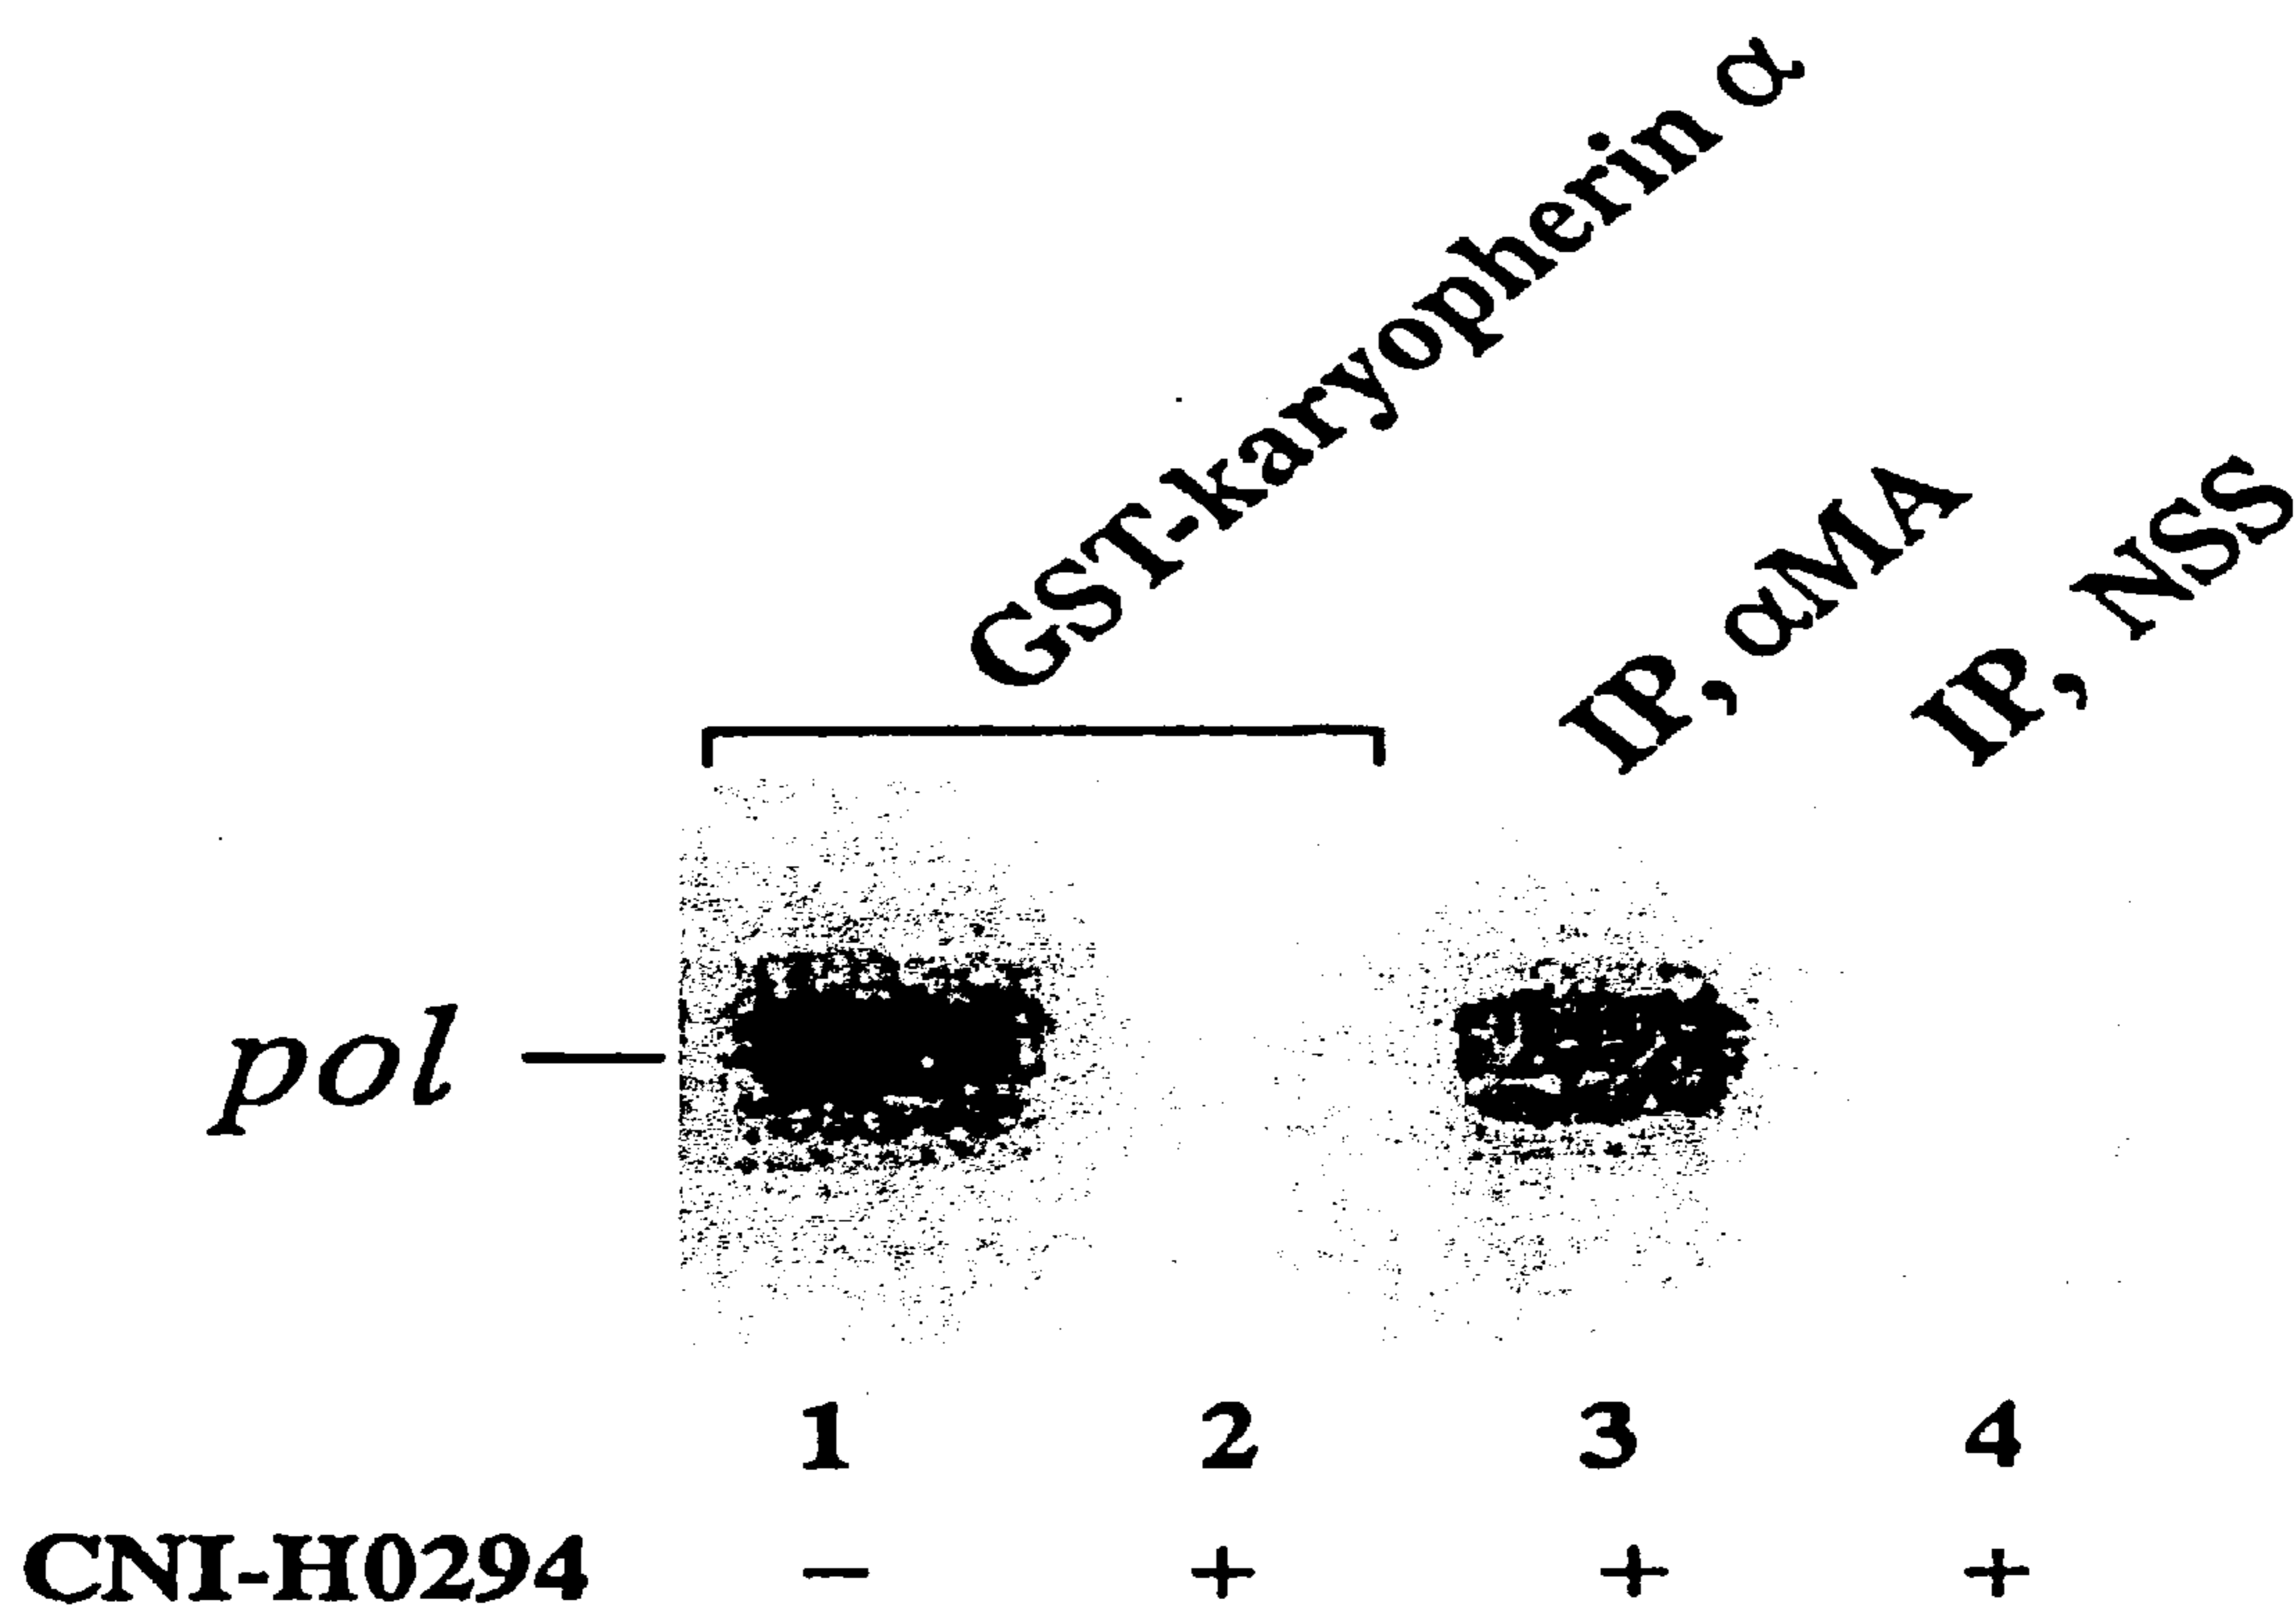 GST-karyopherin α
IP, αMA
IP, NSS
pol
1 2 3 4
CNI-H0294 − + + +